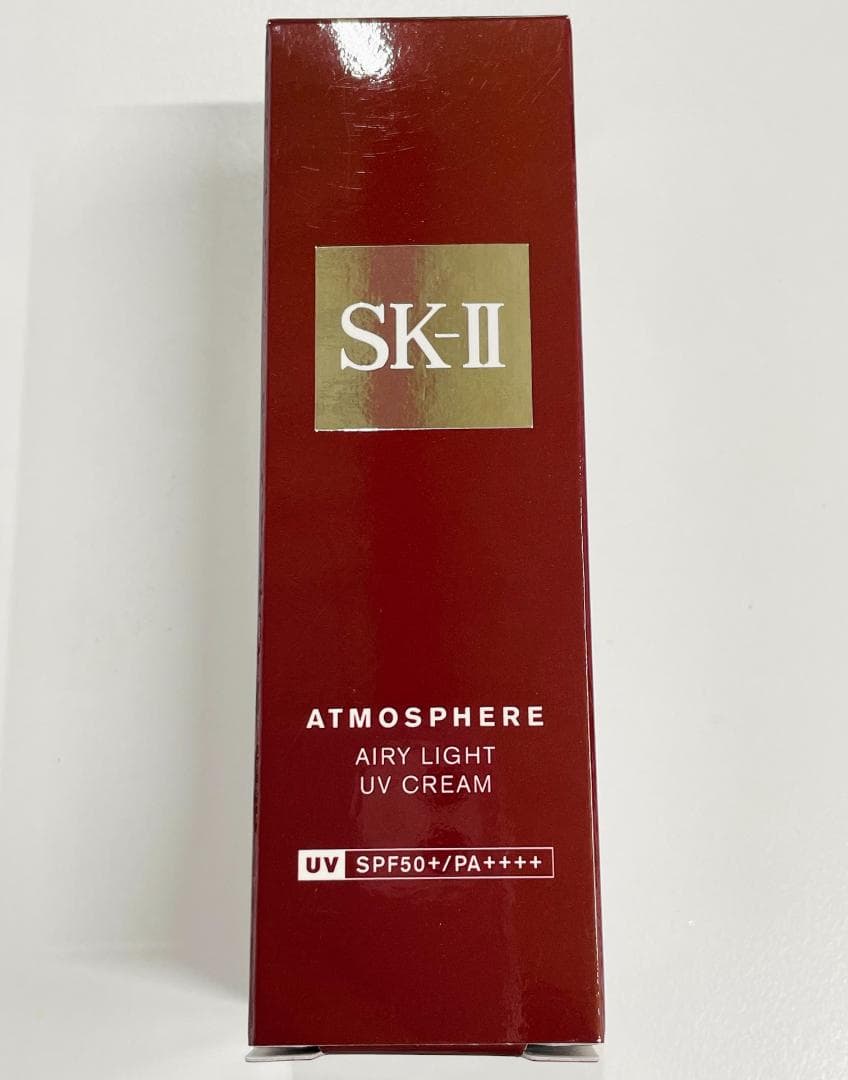 SK-II
ATMOSPHERE
AIRY LIGHT
UV CREAM
UV SPF50+/PA++++